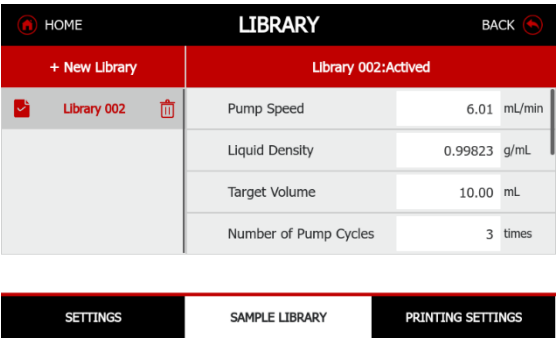 HOME LIBRARY BACK
+ New Library Library 002:Actived
Library 002
Pump Speed 6.01 mL/min
Liquid Density 0.99823 g/mL
Target Volume 10.00 mL
Number of Pump Cycles 3 times
SETTINGS SAMPLE LIBRARY PRINTING SETTINGS